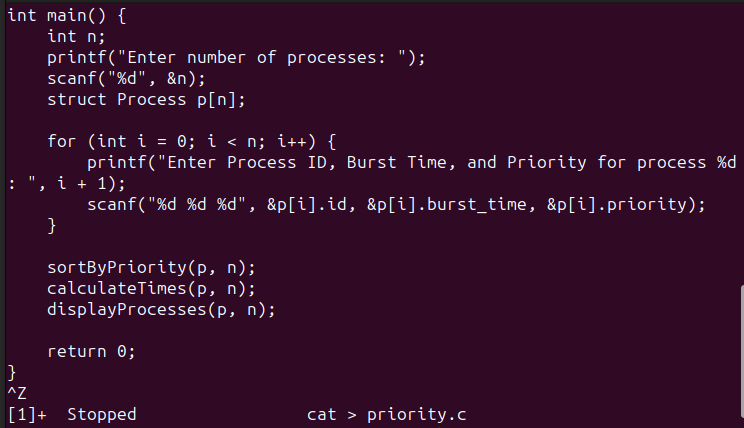 int main() {
    int n;
    printf("Enter number of processes: ");
    scanf("%d", &n);
    struct Process p[n];

    for (int i = 0; i < n; i++) {
        printf("Enter Process ID, Burst Time, and Priority for process %d
: ", i + 1);
        scanf("%d %d %d", &p[i].id, &p[i].burst_time, &p[i].priority);
    }

    sortByPriority(p, n);
    calculateTimes(p, n);
    displayProcesses(p, n);

    return 0;
}
^Z
[1]+  Stopped                 cat > priority.c